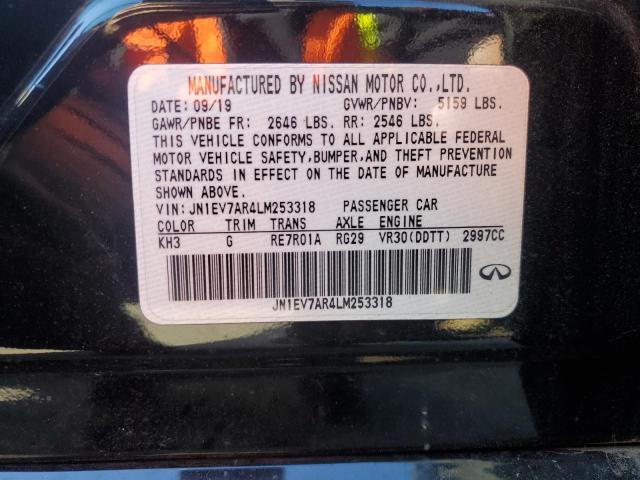 MANUFACTURED BY NISSAN MOTOR CO.,LTD.
DATE: 09/19 GVWR/PNBV: 5159 LBS.
GAWR/PNBE FR: 2646 LBS. RR: 2546 LBS.
THIS VEHICLE CONFORMS TO ALL APPLICABLE FEDERAL
MOTOR VEHICLE SAFETY,BUMPER,AND THEFT PREVENTION
STANDARDS IN EFFECT ON THE DATE OF MANUFACTURE
SHOWN ABOVE.
VIN: JN1EV7AR4LM253318 PASSENGER CAR
COLOR TRIM TRANS AXLE ENGINE
KH3 G RE7R01A RG29 VR30(DDTT) 2997CC
JN1EV7AR4LM253318